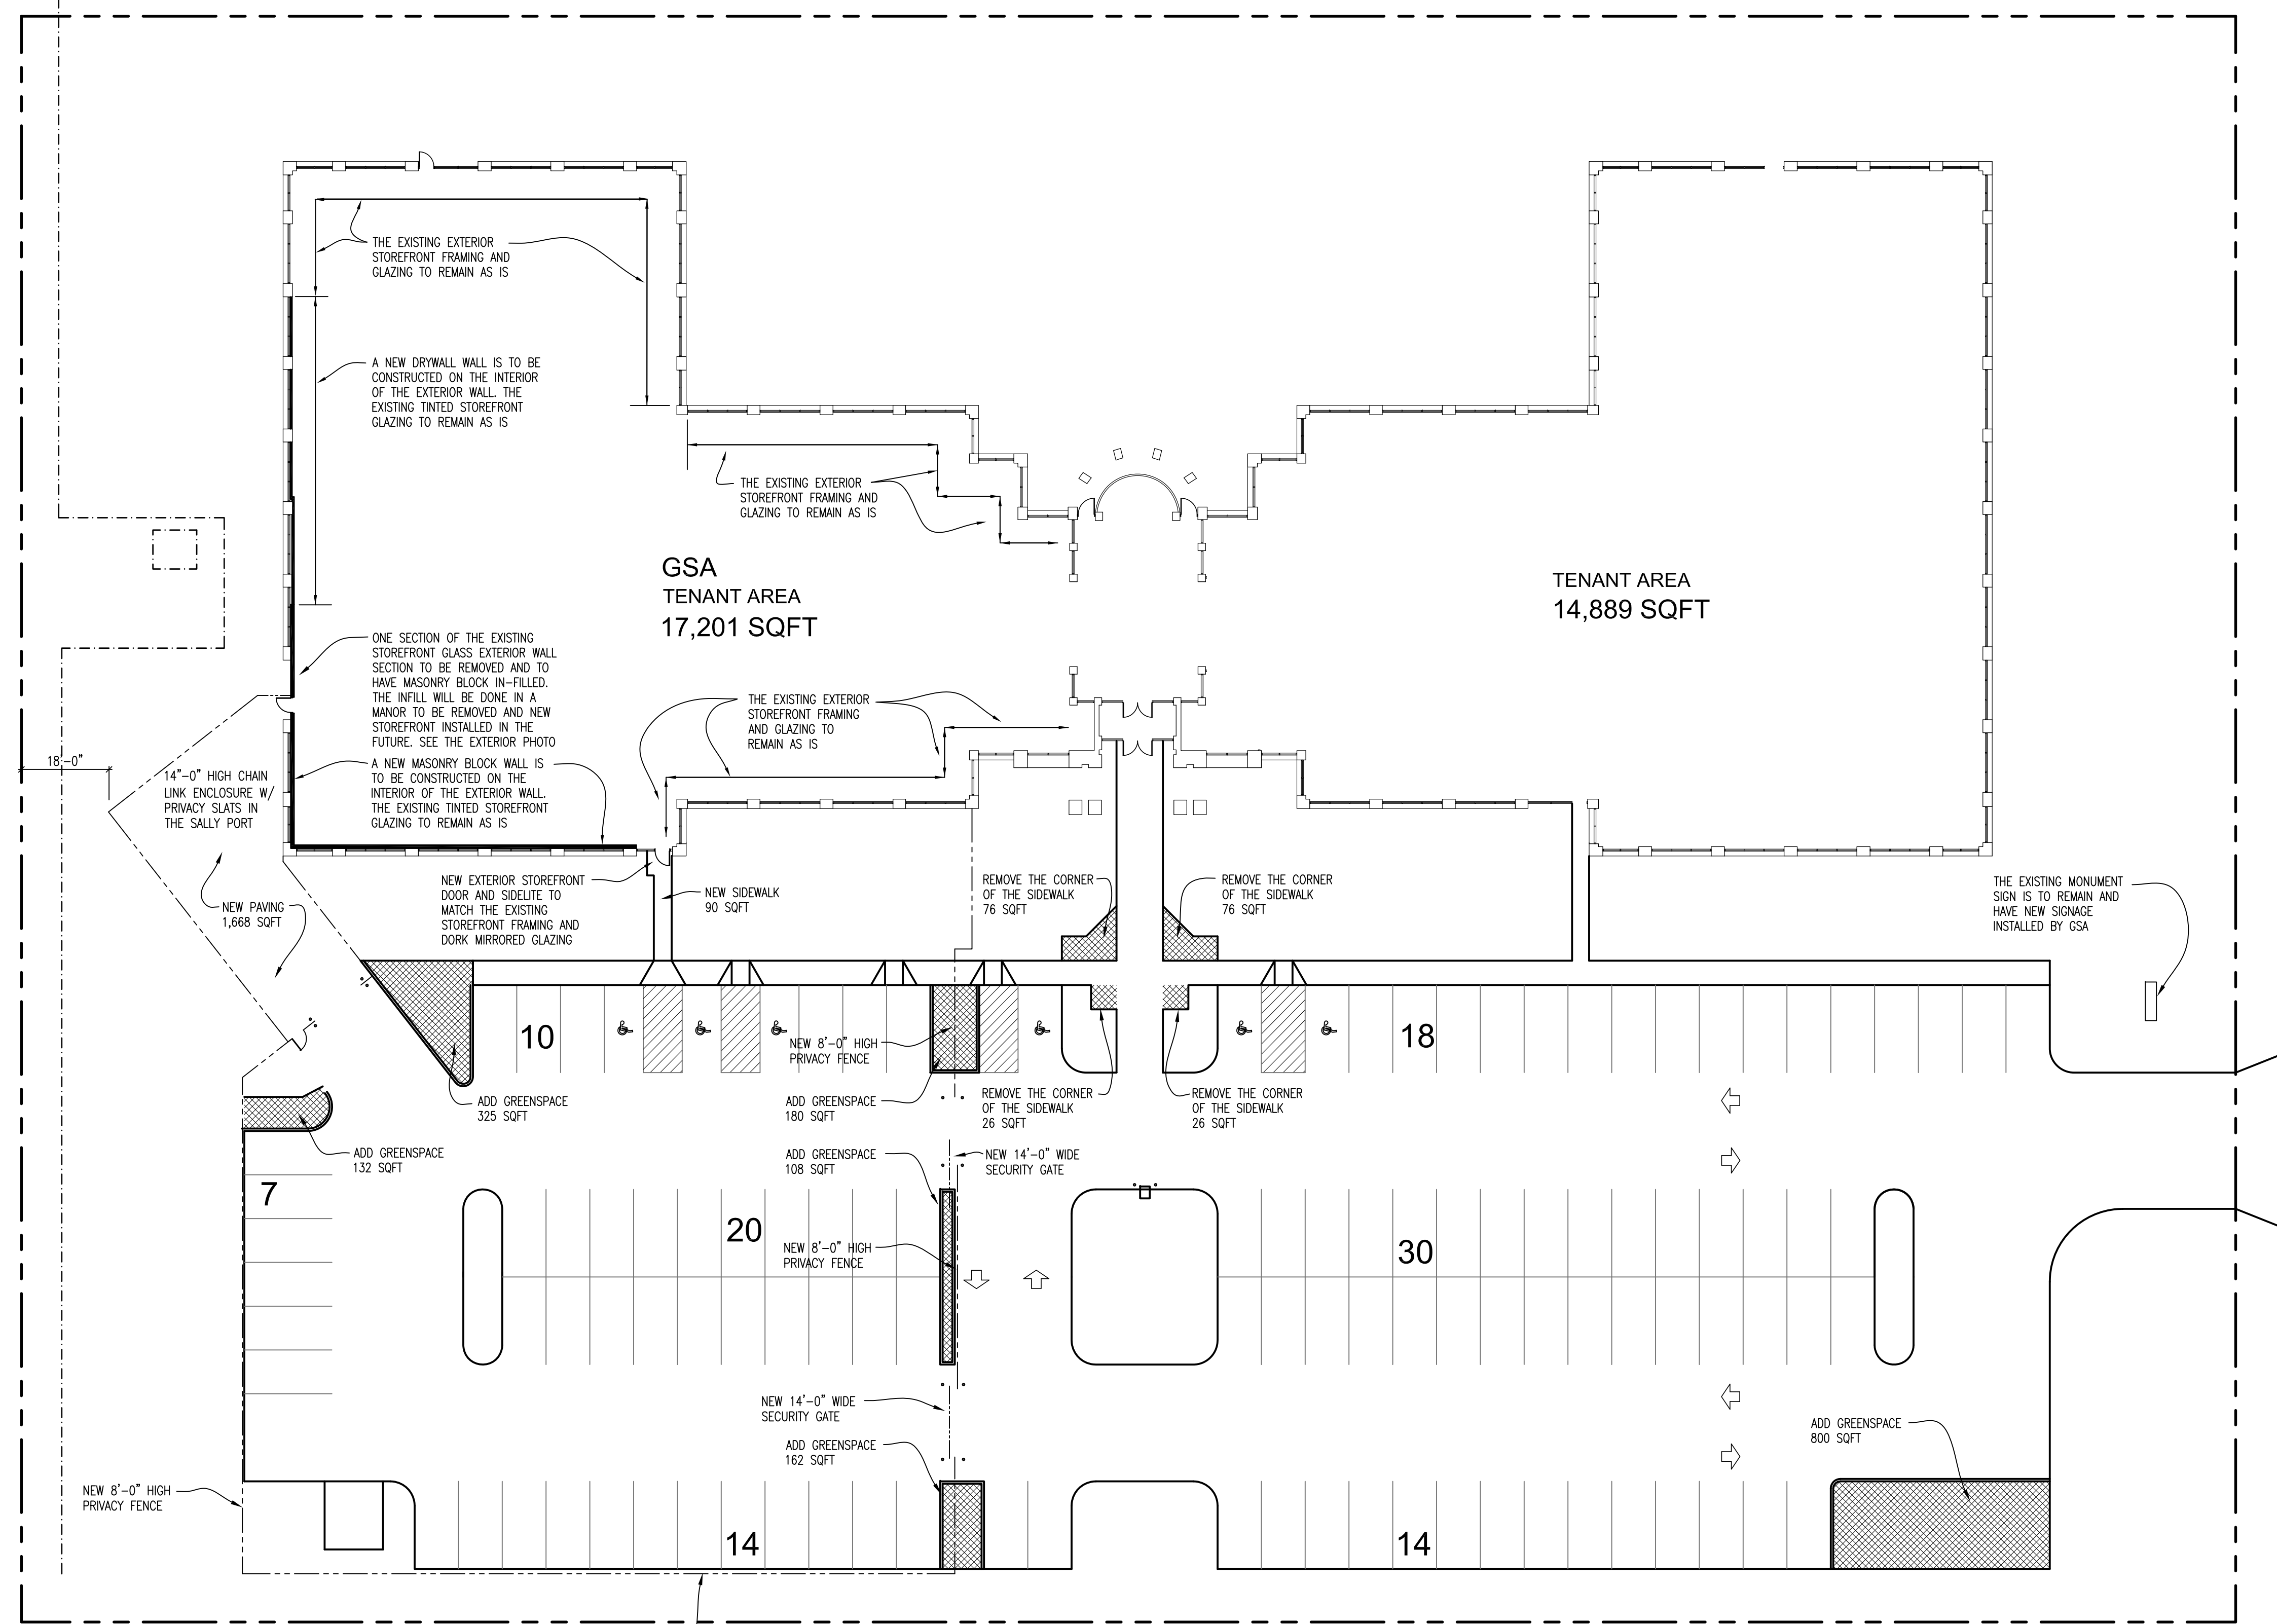 THE EXISTING EXTERIOR
STOREFRONT FRAMING AND
GLAZING TO REMAIN AS IS
A NEW DRYWALL WALL IS TO BE
CONSTRUCTED ON THE INTERIOR
OF THE EXTERIOR WALL. THE
EXISTING TINTED STOREFRONT
GLAZING TO REMAIN AS IS
THE EXISTING EXTERIOR
STOREFRONT FRAMING AND
GLAZING TO REMAIN AS IS
GSA
TENANT AREA
17,201 SQFT
TENANT AREA
14,889 SQFT
ONE SECTION OF THE EXISTING
STOREFRONT GLASS EXTERIOR WALL
SECTION TO BE REMOVED AND TO
HAVE MASONRY BLOCK IN-FILLED.
THE INFILL WILL BE DONE IN A
MANOR TO BE REMOVED AND NEW
STOREFRONT INSTALLED IN THE
FUTURE. SEE THE EXTERIOR PHOTO
THE EXISTING EXTERIOR
STOREFRONT FRAMING
AND GLAZING TO
REMAIN AS IS
18'-0"
14"-0" HIGH CHAIN
LINK ENCLOSURE W/
PRIVACY SLATS IN
THE SALLY PORT
A NEW MASONRY BLOCK WALL IS
TO BE CONSTRUCTED ON THE
INTERIOR OF THE EXTERIOR WALL.
THE EXISTING TINTED STOREFRONT
GLAZING TO REMAIN AS IS
NEW PAVING
1,668 SQFT
NEW EXTERIOR STOREFRONT
DOOR AND SIDELITE TO
MATCH THE EXISTING
STOREFRONT FRAMING AND
DORK MIRRORED GLAZING
NEW SIDEWALK
90 SQFT
REMOVE THE CORNER
OF THE SIDEWALK
76 SQFT
REMOVE THE CORNER
OF THE SIDEWALK
76 SQFT
THE EXISTING MONUMENT
SIGN IS TO REMAIN AND
HAVE NEW SIGNAGE
INSTALLED BY GSA
10
NEW 8'-0" HIGH
PRIVACY FENCE
18
ADD GREENSPACE
325 SQFT
ADD GREENSPACE
180 SQFT
REMOVE THE CORNER
OF THE SIDEWALK
26 SQFT
REMOVE THE CORNER
OF THE SIDEWALK
26 SQFT
ADD GREENSPACE
132 SQFT
ADD GREENSPACE
108 SQFT
NEW 14'-0" WIDE
SECURITY GATE
7
20
NEW 8'-0" HIGH
PRIVACY FENCE
30
NEW 14'-0" WIDE
SECURITY GATE
ADD GREENSPACE
162 SQFT
ADD GREENSPACE
800 SQFT
NEW 8'-0" HIGH
PRIVACY FENCE
14
14